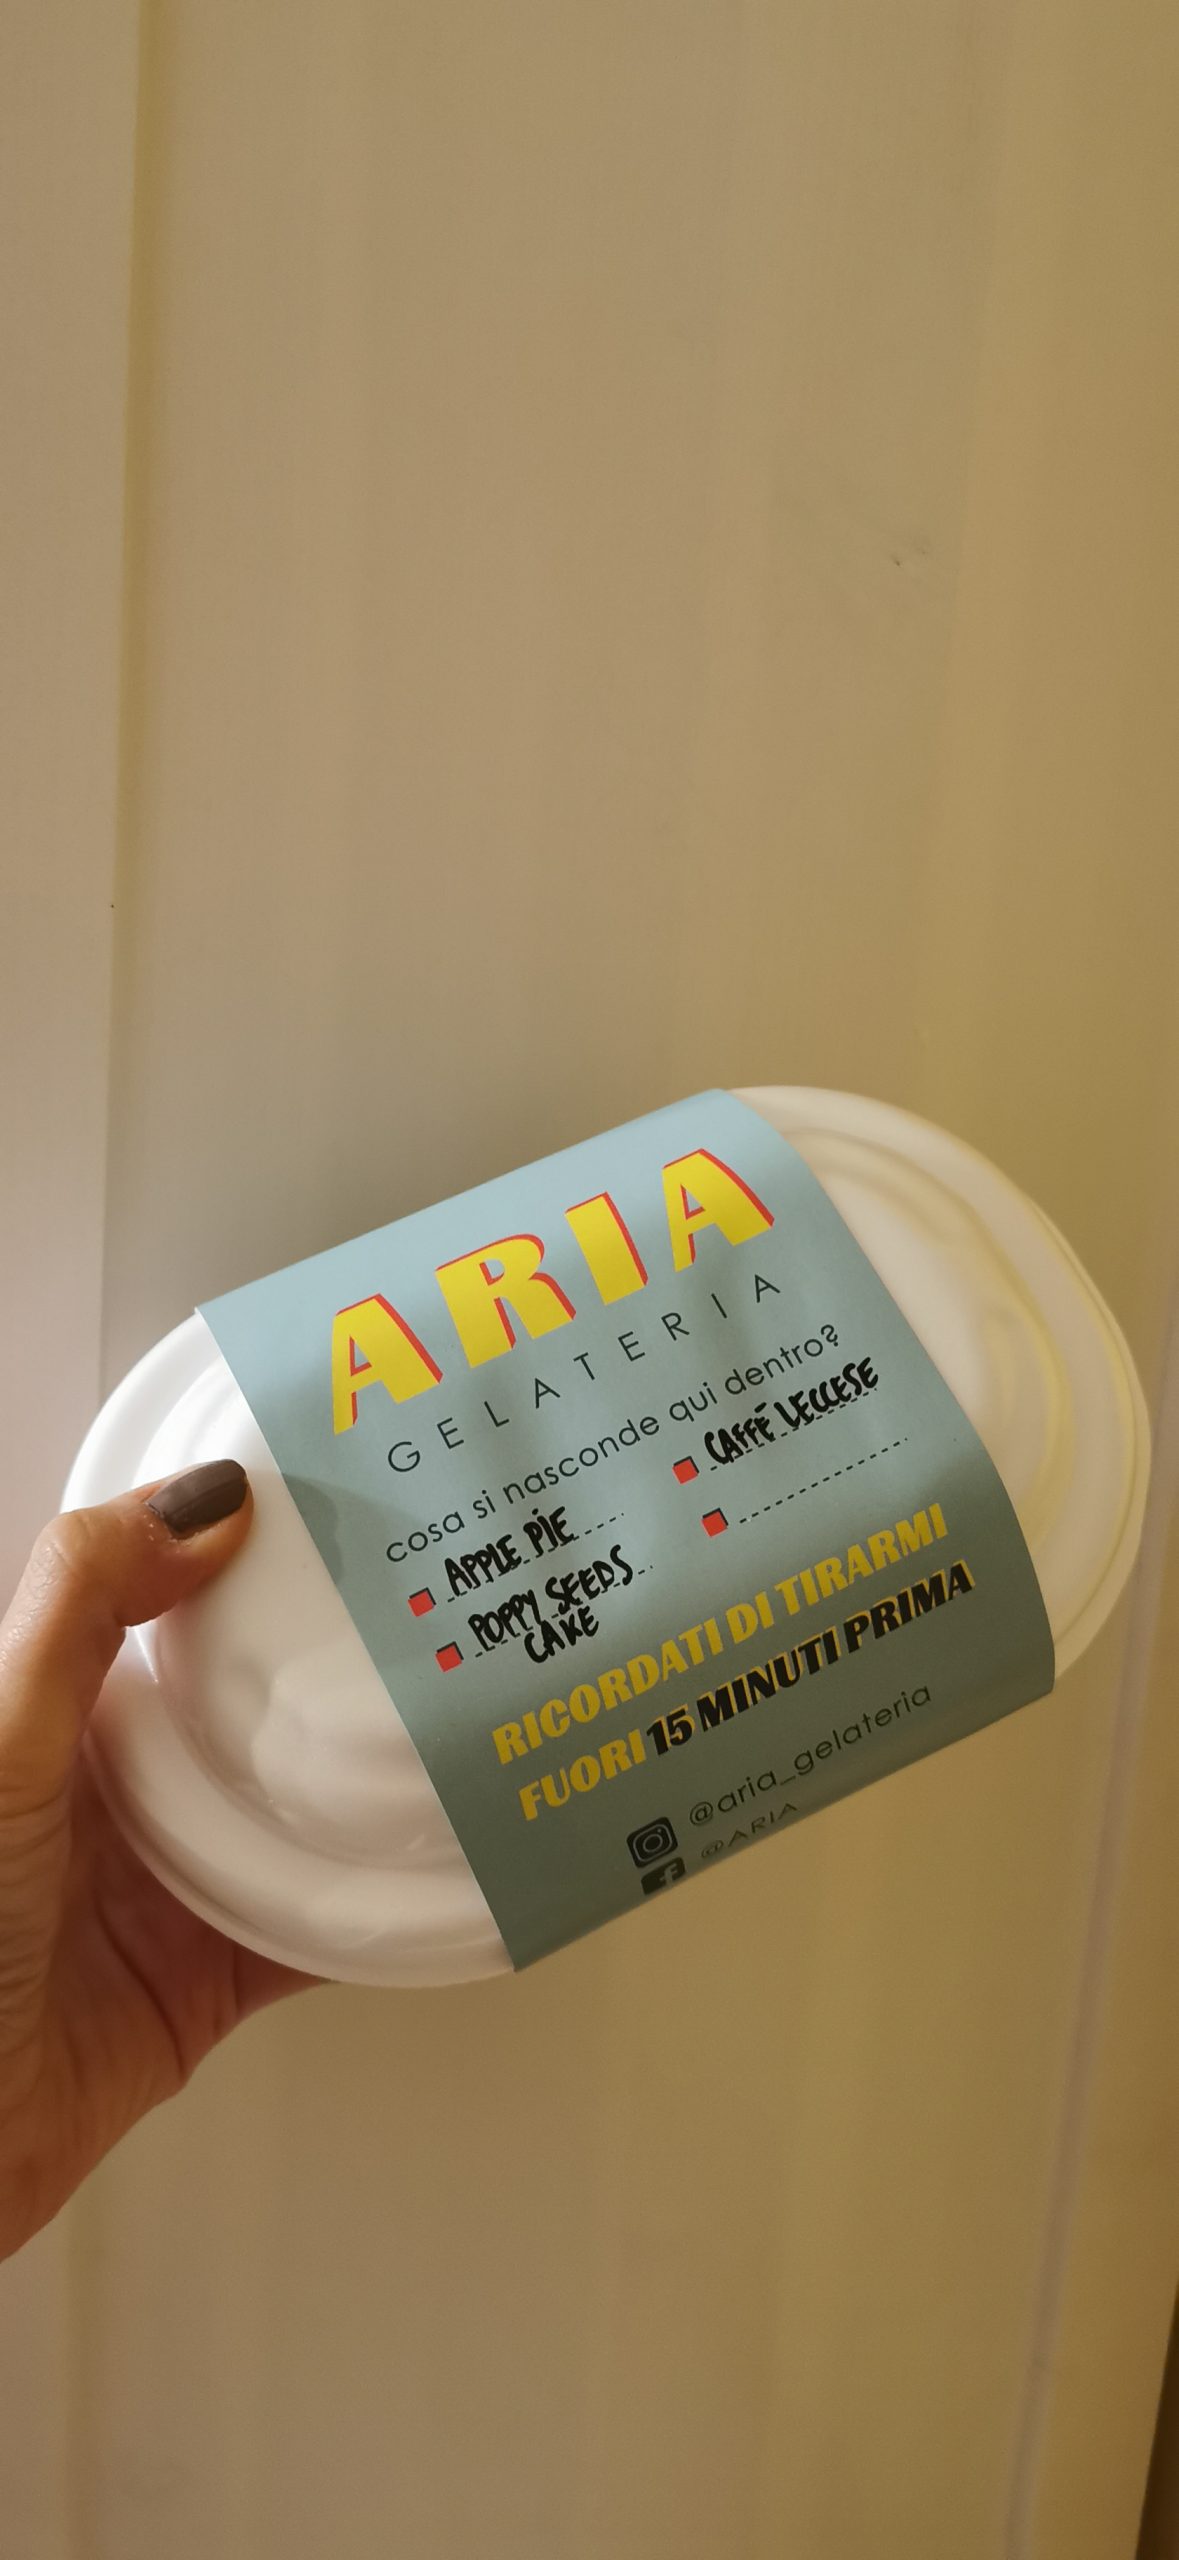 ARIA
GELATERIA
cosa si nasconde qui dentro?
APPLE PIE
POPPY SEEDS
CAKE
CAFFÈ LECCESE
RICORDATI DI TIRARMI
FUORI 15 MINUTI PRIMA
@aria_gelateria
@ARIA